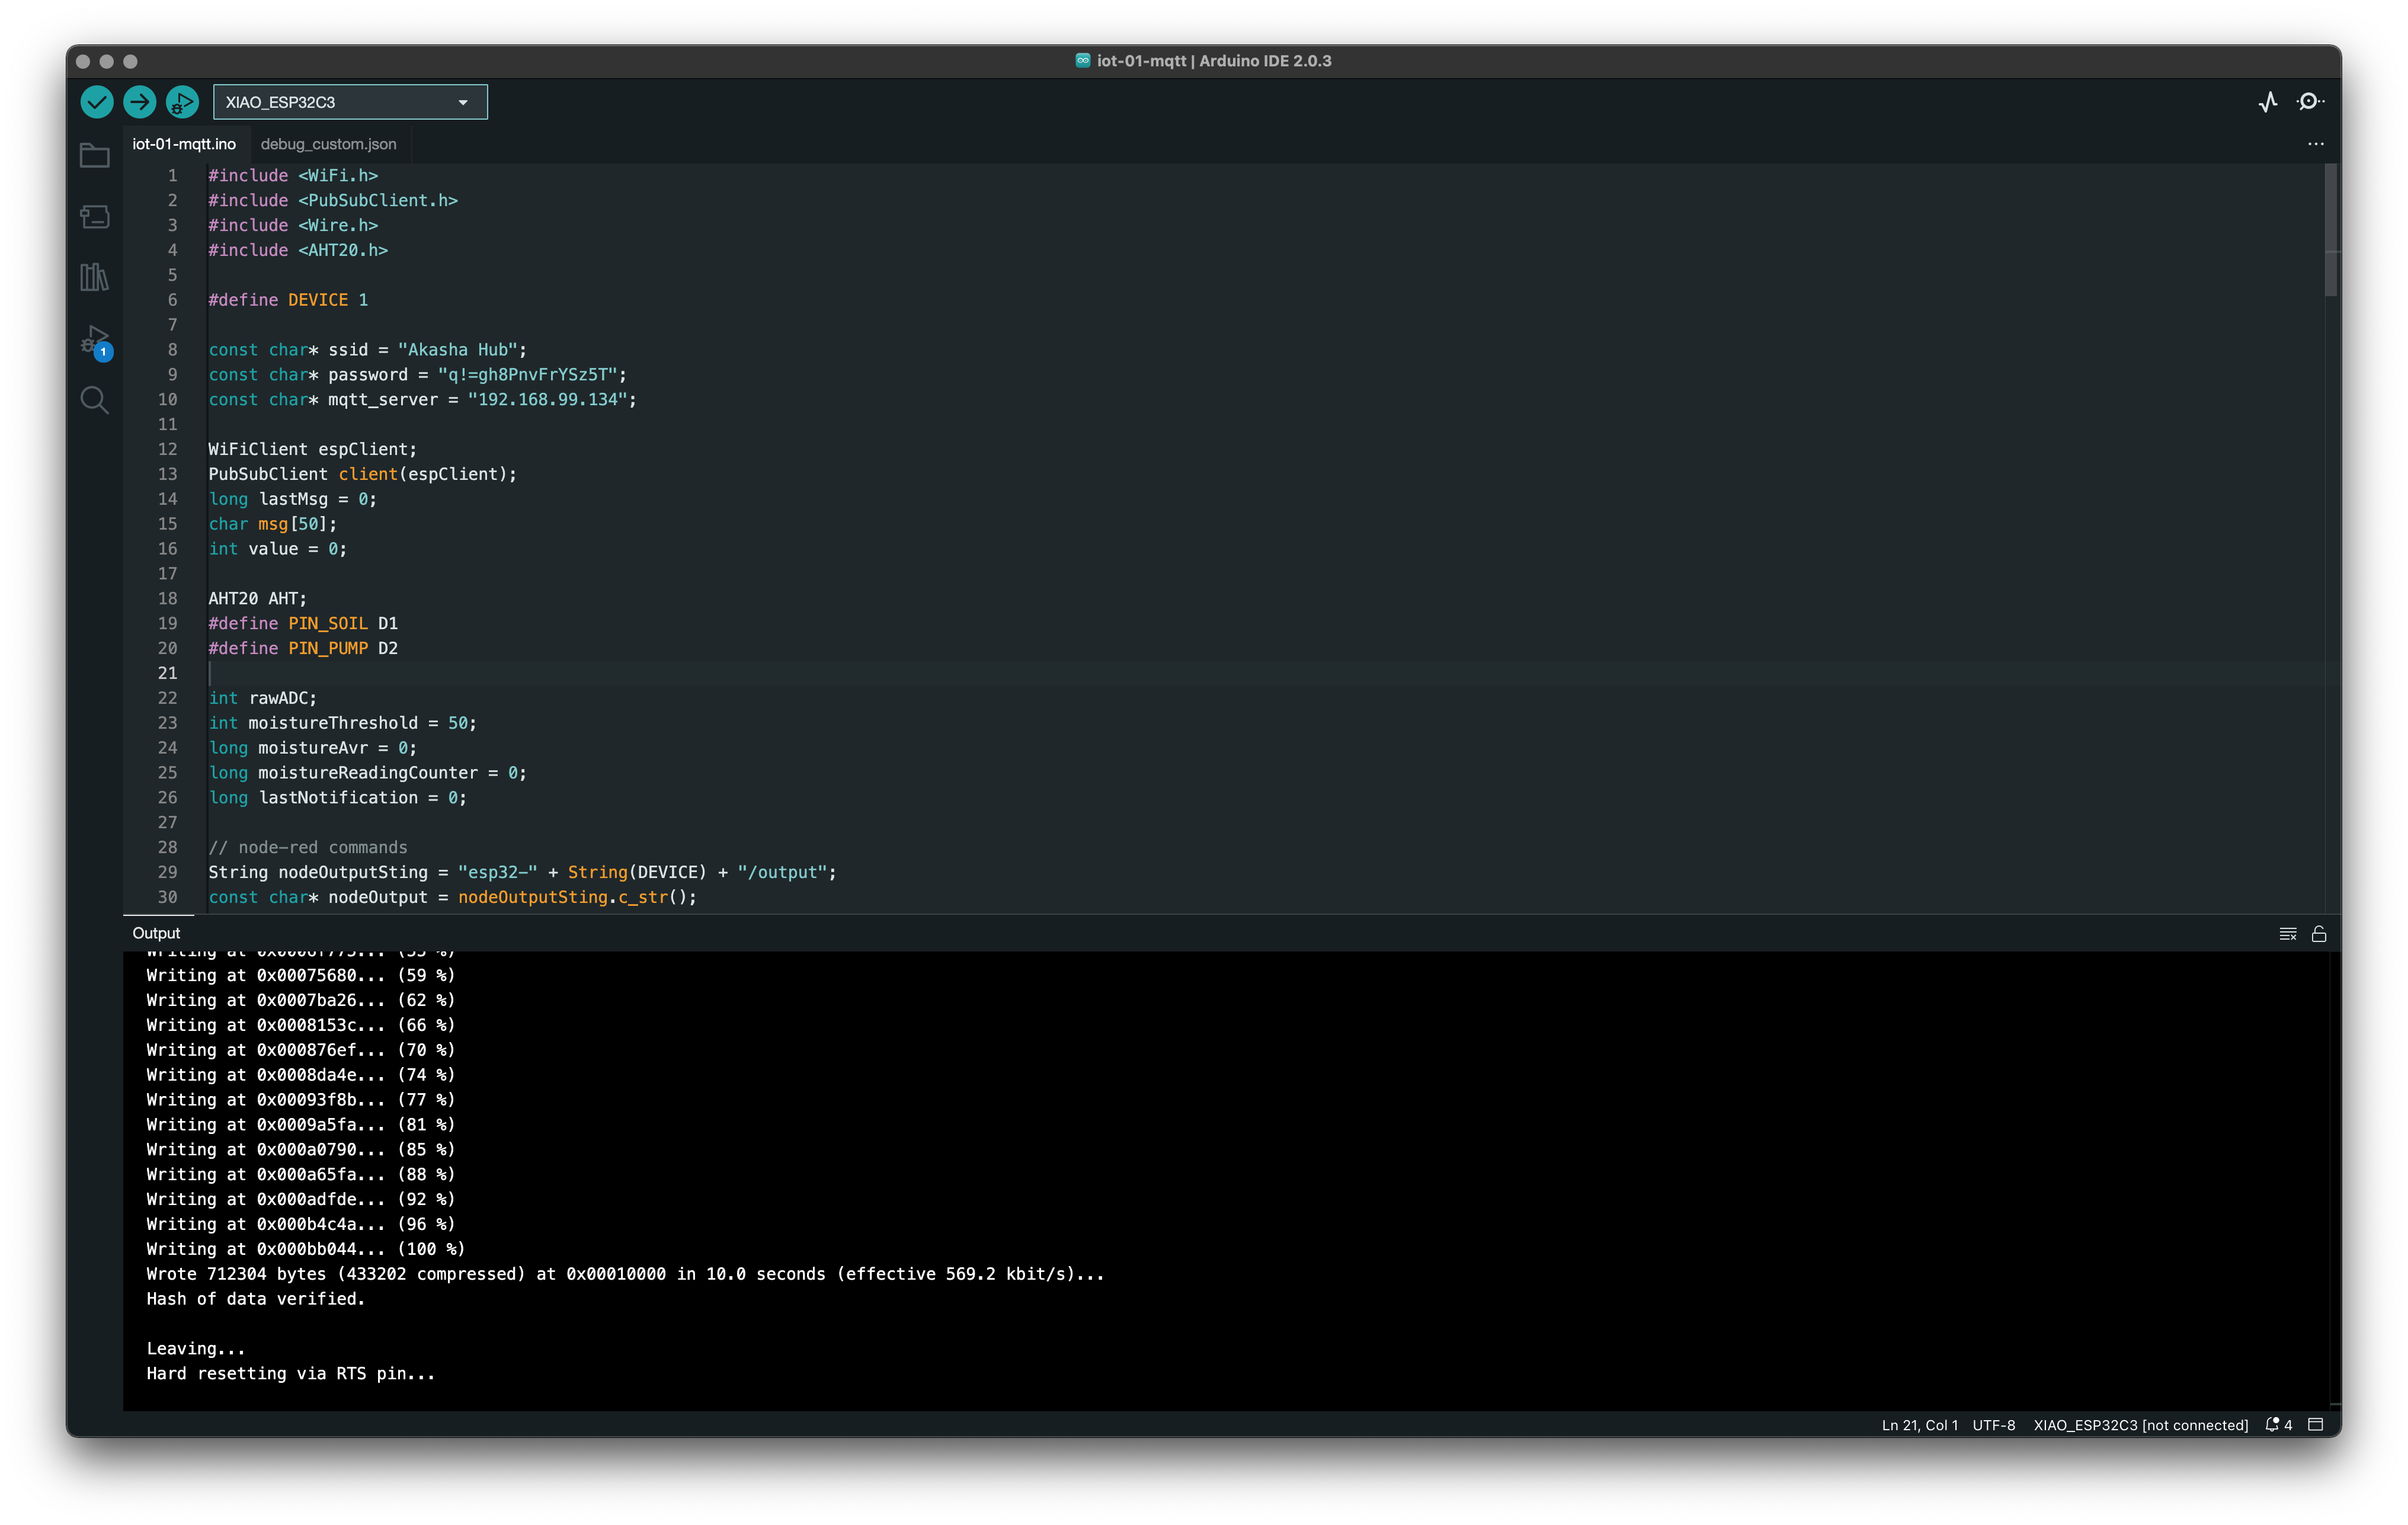 iot-01-mqtt | Arduino IDE 2.0.3
XIAO_ESP32C3
iot-01-mqtt.ino debug_custom.json
1 #include <WiFi.h>
2 #include <PubSubClient.h>
3 #include <Wire.h>
4 #include <AHT20.h>
5
6 #define DEVICE 1
7
8 const char* ssid = "Akasha Hub";
9 const char* password = "q!=gh8PnvFrYSz5T";
10 const char* mqtt_server = "192.168.99.134";
11
12 WiFiClient espClient;
13 PubSubClient client(espClient);
14 long lastMsg = 0;
15 char msg[50];
16 int value = 0;
17
18 AHT20 AHT;
19 #define PIN_SOIL D1
20 #define PIN_PUMP D2
21
22 int rawADC;
23 int moistureThreshold = 50;
24 long moistureAvr = 0;
25 long moistureReadingCounter = 0;
26 long lastNotification = 0;
27
28 // node-red commands
29 String nodeOutputSting = "esp32-" + String(DEVICE) + "/output";
30 const char* nodeOutput = nodeOutputSting.c_str();
1
Output
Writing at
Writing at 0x00075680... (59 %)
Writing at 0x0007ba26... (62 %)
Writing at 0x0008153c... (66 %)
Writing at 0x000876ef... (70 %)
Writing at 0x0008da4e... (74 %)
Writing at 0x00093f8b... (77 %)
Writing at 0x0009a5fa... (81 %)
Writing at 0x000a0790... (85 %)
Writing at 0x000a65fa... (88 %)
Writing at 0x000adfde... (92 %)
Writing at 0x000b4c4a... (96 %)
Writing at 0x000bb044... (100 %)
Wrote 712304 bytes (433202 compressed) at 0x00010000 in 10.0 seconds (effective 569.2 kbit/s)...
Hash of data verified.
Leaving...
Hard resetting via RTS pin...
Ln 21, Col 1 UTF-8 XIAO_ESP32C3 [not connected] 4